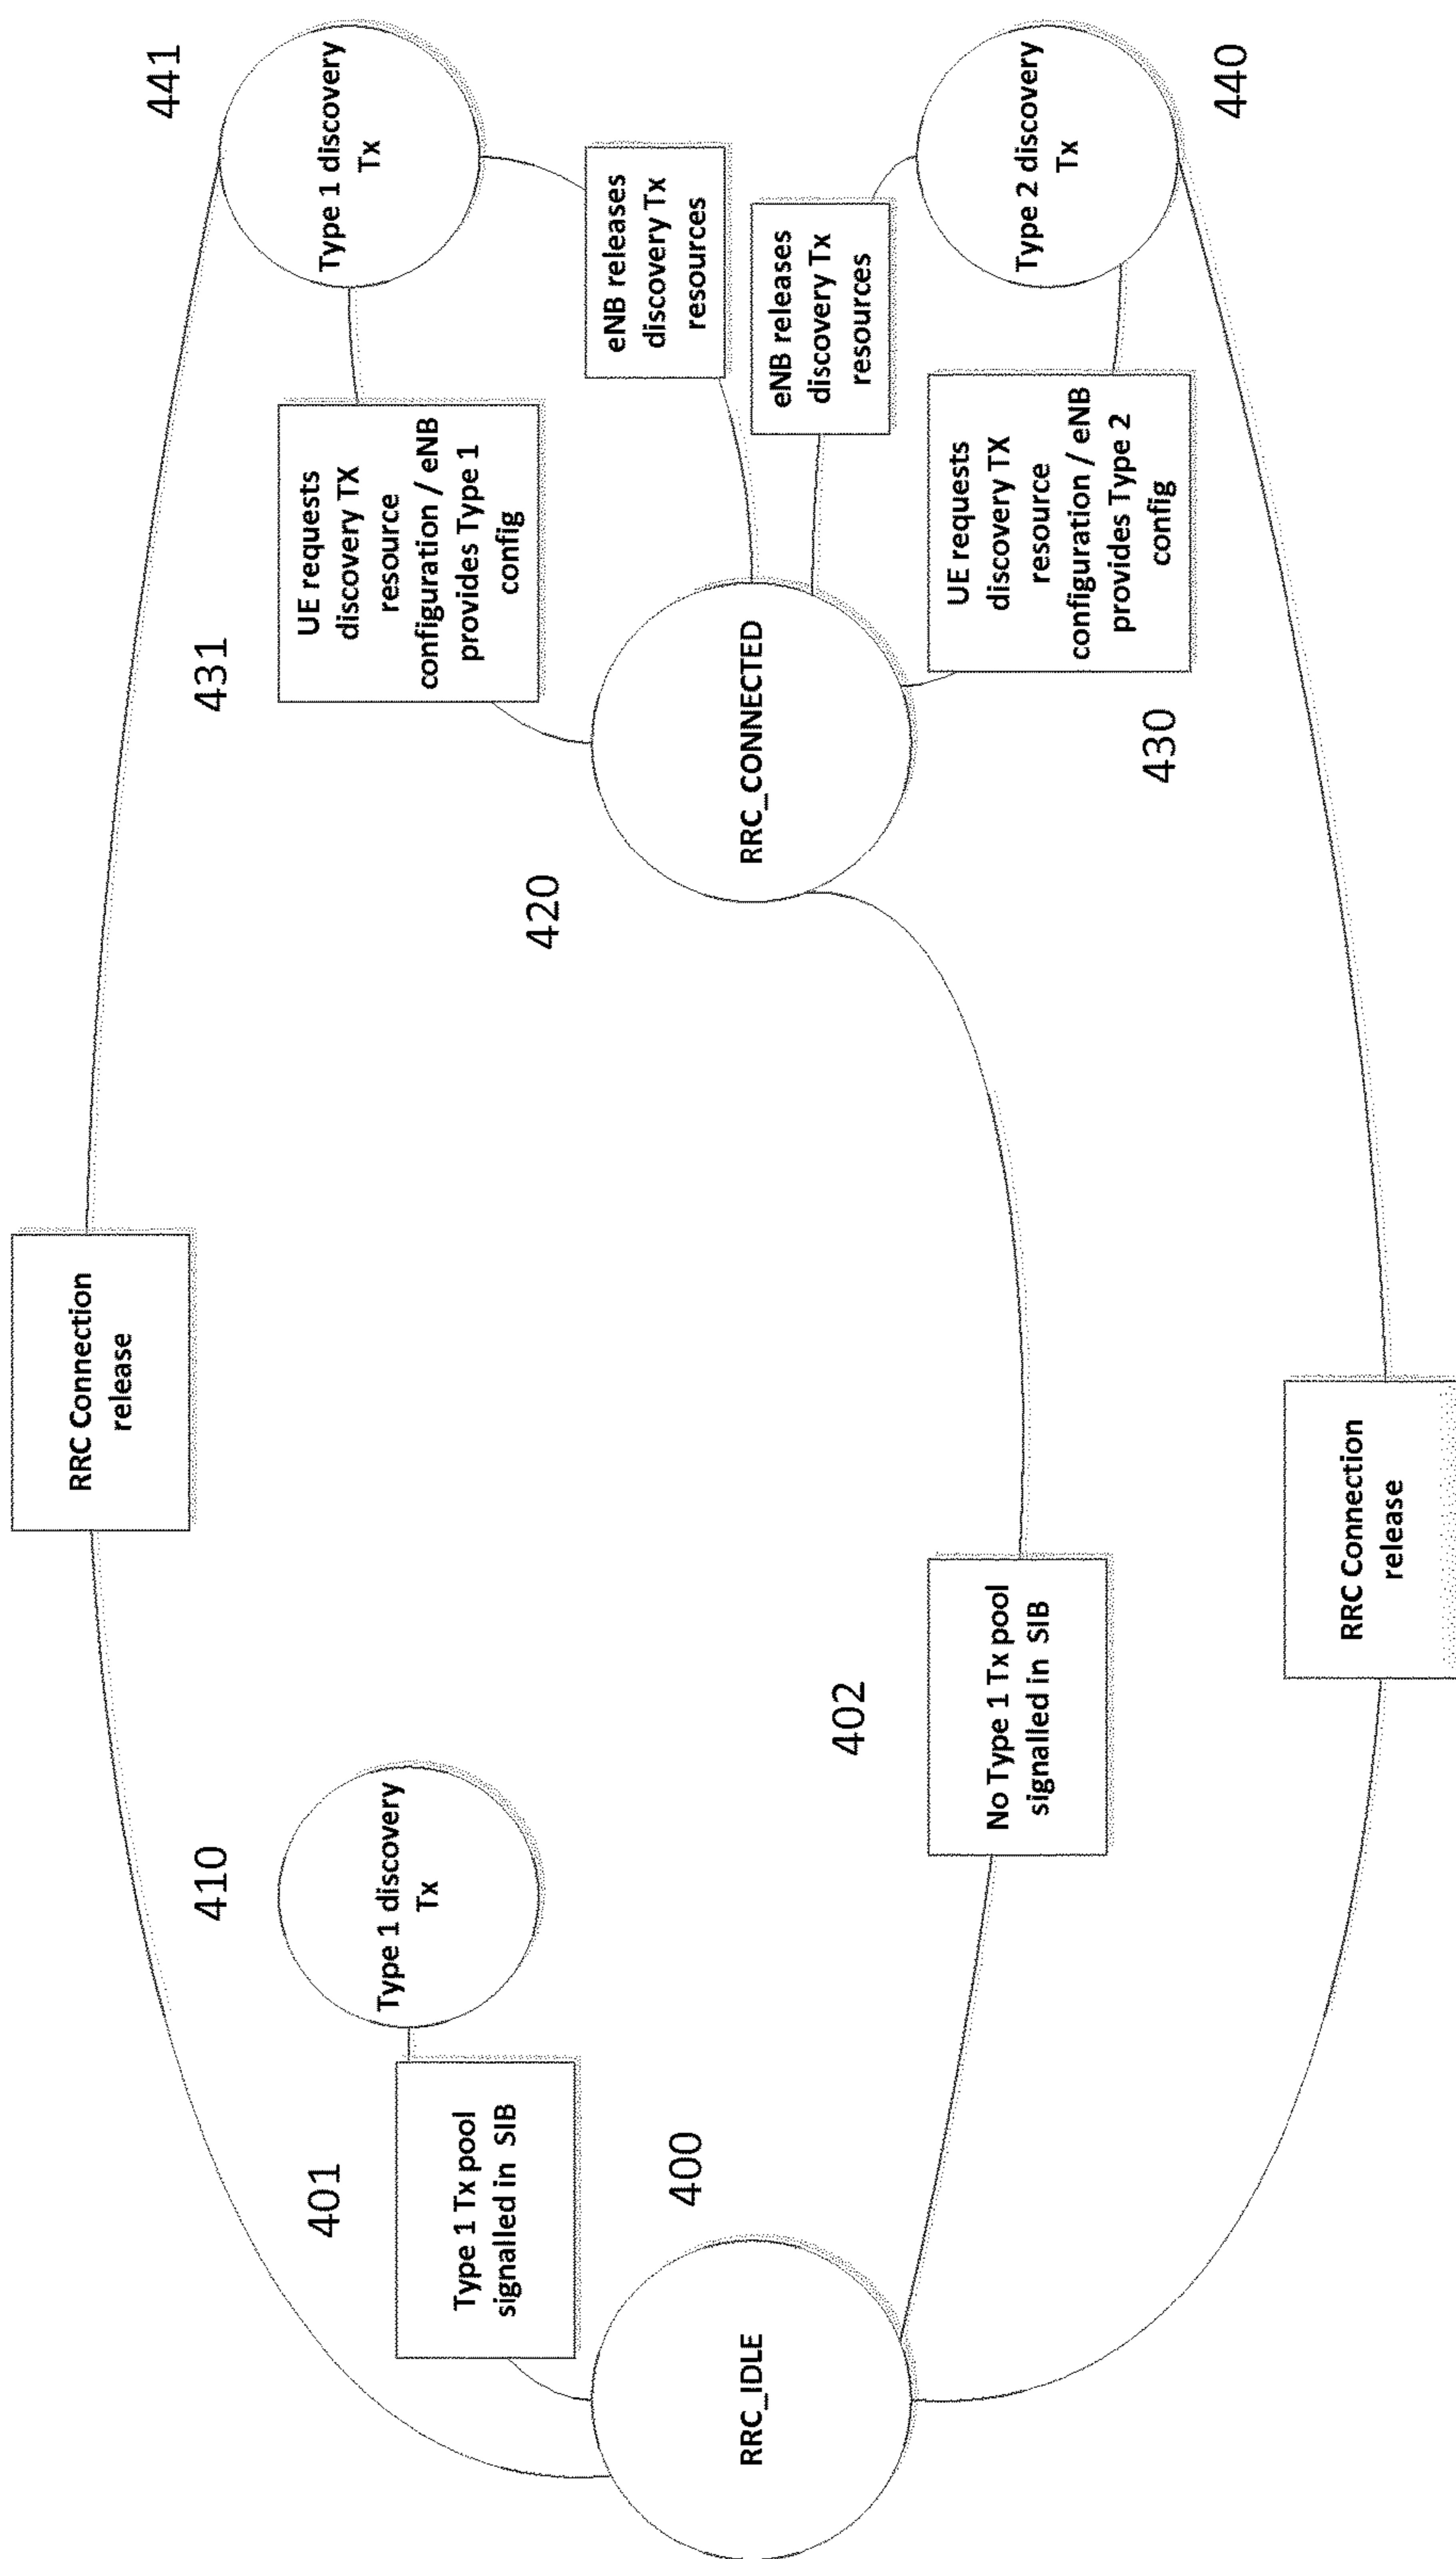 RRC Connection
release
441
Type 1 discovery
Tx
431
UE requests
discovery TX
resource
configuration / eNB
provides Type 1
config
410
Type 1 discovery
Tx
401
Type 1 Tx pool
signalled in SIB
eNB releases
discovery Tx
resources
420
RRC_CONNECTED
400
RRC_IDLE
eNB releases
discovery Tx
resources
402
No Type 1 Tx pool
signalled in SIB
UE requests
discovery TX
resource
configuration / eNB
provides Type 2
config
430
Type 2 discovery
Tx
440
RRC Connection
release